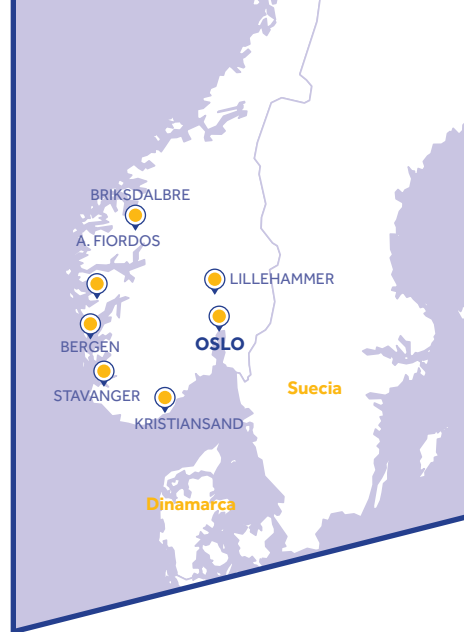 BRIKSDALBRE
A. FIORDOS
LILLEHAMMER
OSLO
BERGEN
Suecia
STAVANGER
KRISTIANSAND
Dinamarca